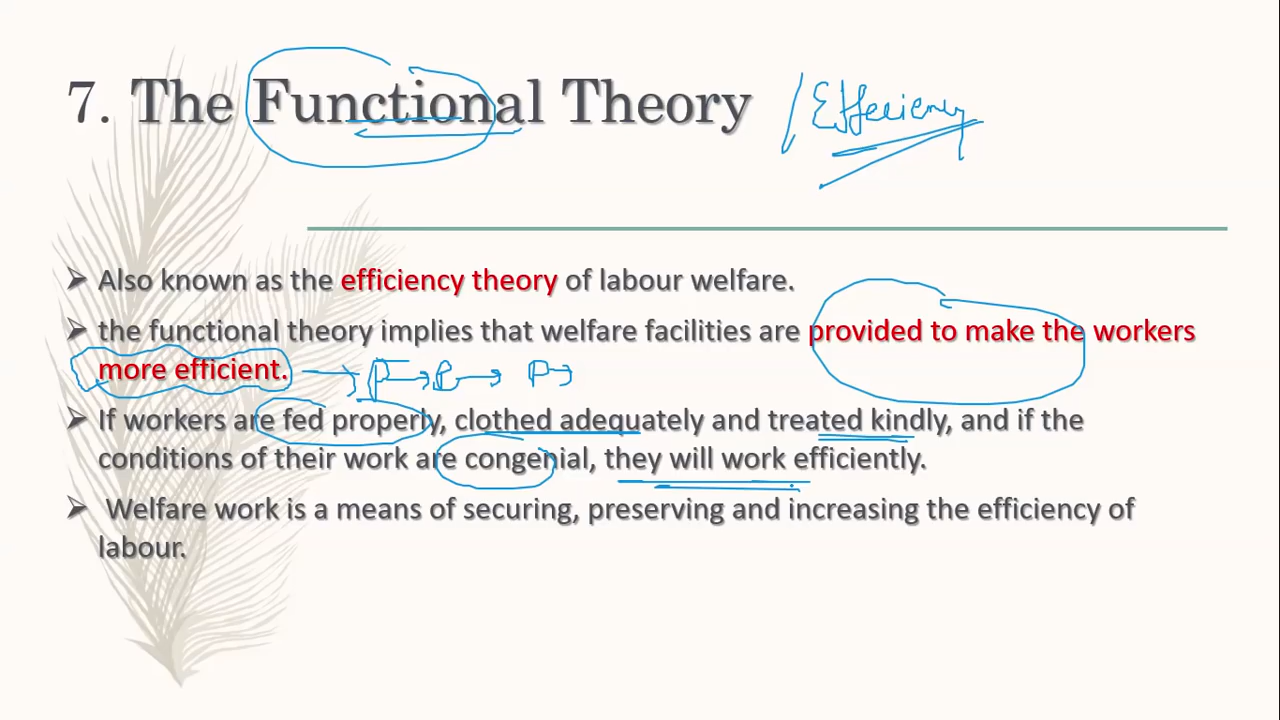 7. The Functional Theory / Efficiency
➢ Also known as the efficiency theory of labour welfare.
➢ the functional theory implies that welfare facilities are provided to make the workers
more efficient. → P → P → P →
➢ If workers are fed properly, clothed adequately and treated kindly, and if the
conditions of their work are congenial, they will work efficiently.
➢ Welfare work is a means of securing, preserving and increasing the efficiency of
labour.